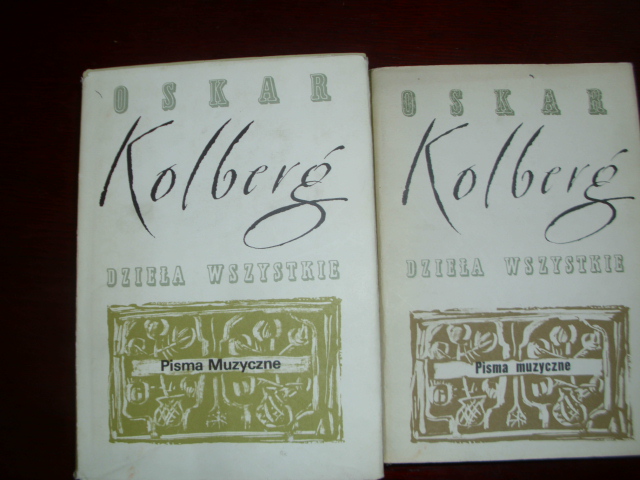 OSKAR
Kolberg
DZIEŁA WSZYSTKIE
Pisma Muzyczne
OSKAR
Kolberg
DZIEŁA WSZYSTKIE
Pisma muzyczne